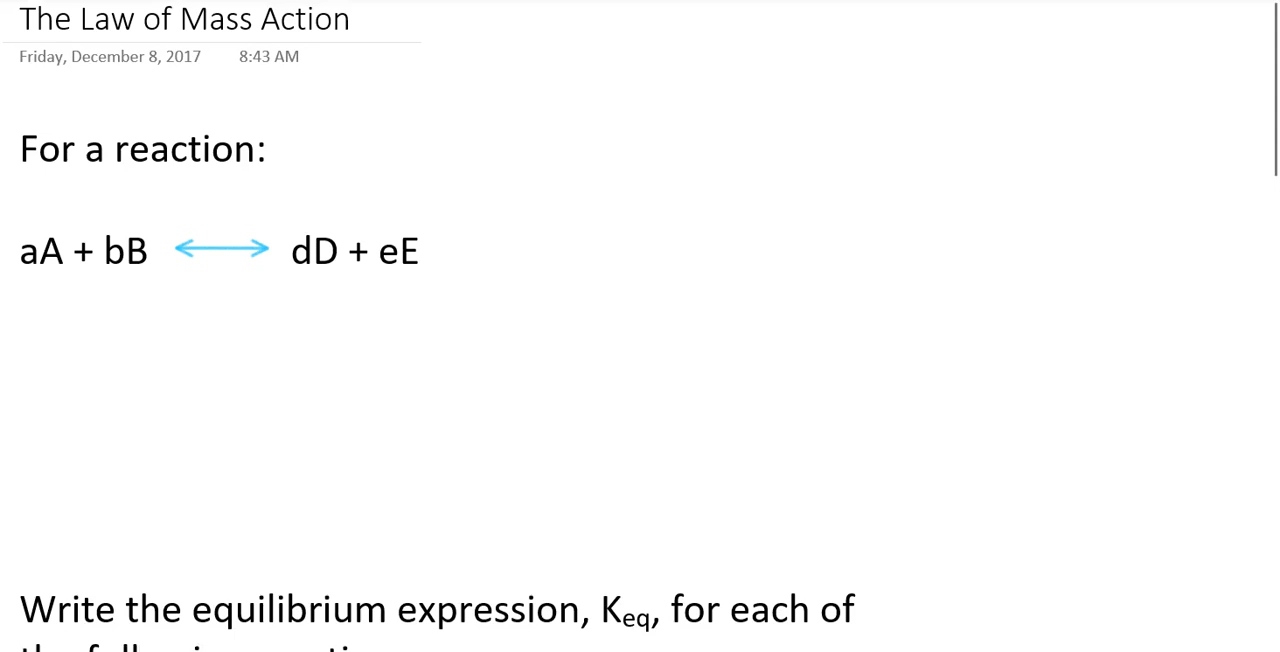 The Law of Mass Action
Friday, December 8, 2017 8:43 AM
For a reaction:
aA + bB ⟷ dD + eE
Write the equilibrium expression, Keq, for each of